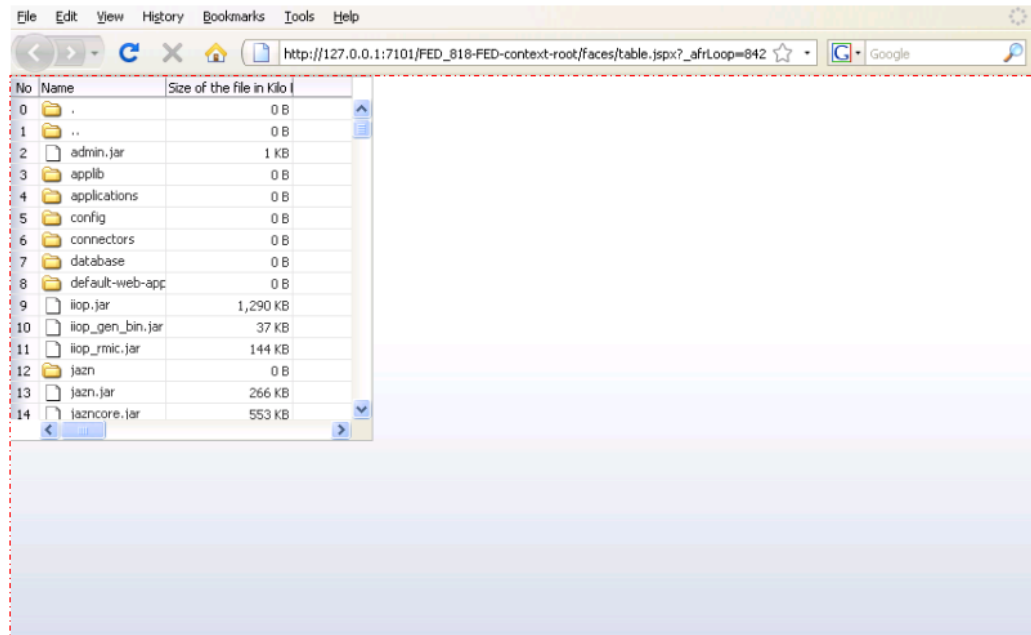 File Edit View History Bookmarks Tools Help
http://127.0.0.1:7101/FED_818-FED-context-root/faces/table.jspx?_afrLoop=842 G Google
No Name Size of the file in Kilo
0 . 0 B
1 .. 0 B
2 admin.jar 1 KB
3 applib 0 B
4 applications 0 B
5 config 0 B
6 connectors 0 B
7 database 0 B
8 default-web-app 0 B
9 iiop.jar 1,290 KB
10 iiop_gen_bin.jar 37 KB
11 iiop_rmic.jar 144 KB
12 jazn 0 B
13 jazn.jar 266 KB
14 jazncore.jar 553 KB